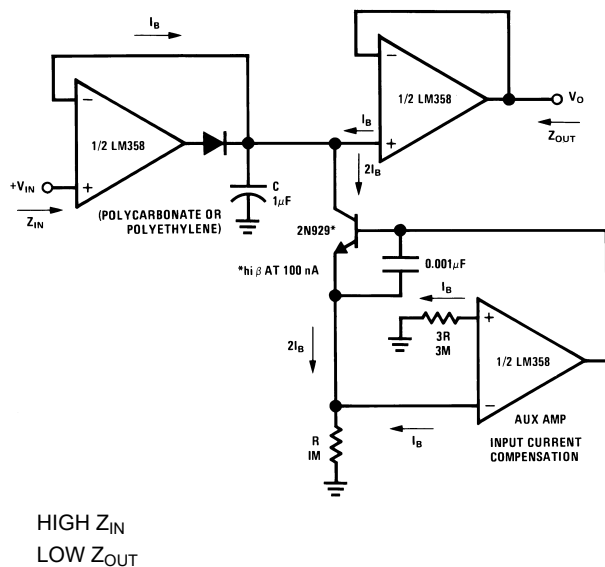 I_B
−
1/2 LM358
+V_IN
+
Z_IN
C
1µF
(POLYCARBONATE OR
POLYETHYLENE)
−
1/2 LM358
+
I_B
V_O
Z_OUT
2I_B
2N929*
*hi β AT 100 nA
0.001µF
I_B
3R
3M
+
1/2 LM358
−
2I_B
AUX AMP
INPUT CURRENT
COMPENSATION
I_B
R
IM
HIGH Z_IN
LOW Z_OUT